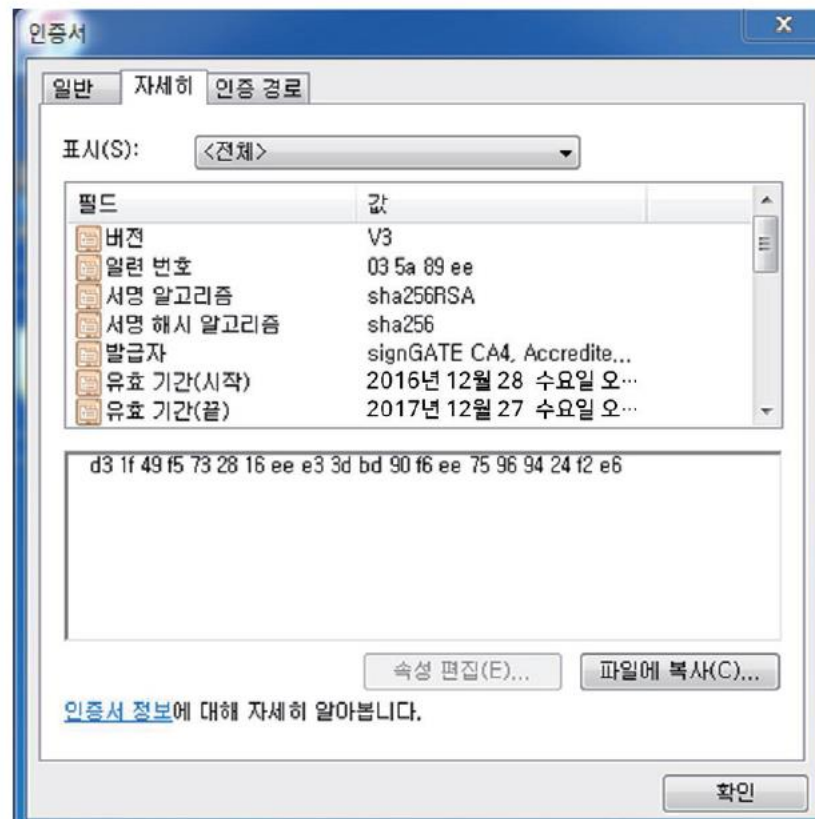 인증서
일반 자세히 인증 경로
표시(S): <전체>
필드 값
버전 V3
일련 번호 03 5a 89 ee
서명 알고리즘 sha256RSA
서명 해시 알고리즘 sha256
발급자 signGATE CA4, Accredite...
유효 기간(시작) 2016년 12월 28 수요일 오…
유효 기간(끝) 2017년 12월 27 수요일 오…
d3 1f 49 f5 73 28 16 ee e3 3d bd 90 f6 ee 75 96 94 24 f2 e6
속성 편집(E)... 파일에 복사(C)...
인증서 정보에 대해 자세히 알아봅니다.
확인